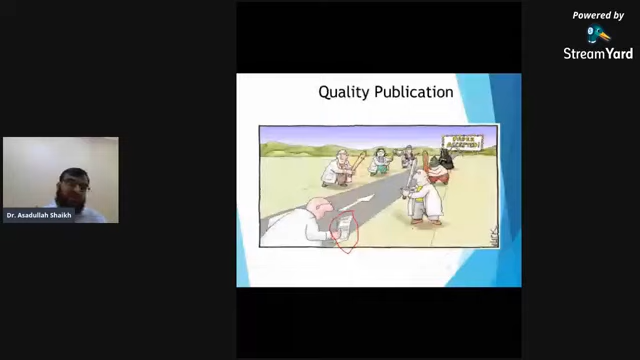 Powered by
StreamYard
Quality Publication
PAPER
ACCEPTED!
Dr. Asadullah Shaikh